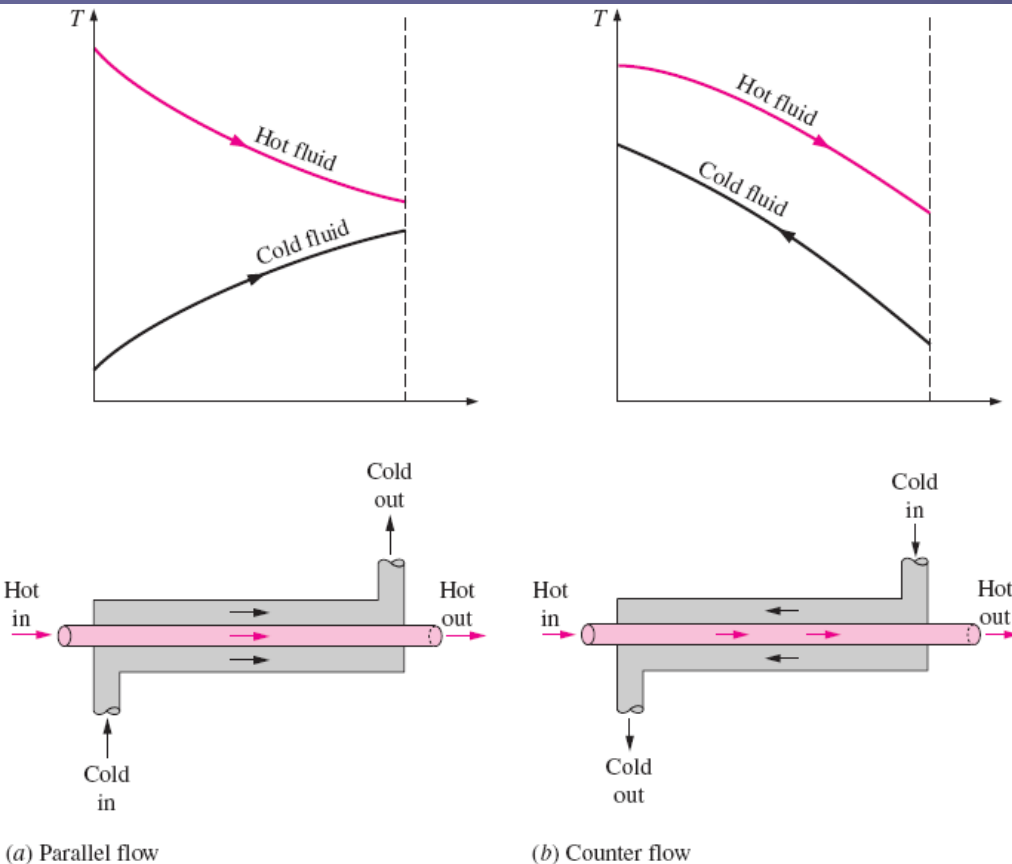 T
Hot fluid
Cold fluid
T
Hot fluid
Cold fluid
Cold
out
Hot
in
Hot
out
Cold
in
Cold
in
Hot
in
Hot
out
Cold
out
(a) Parallel flow
(b) Counter flow